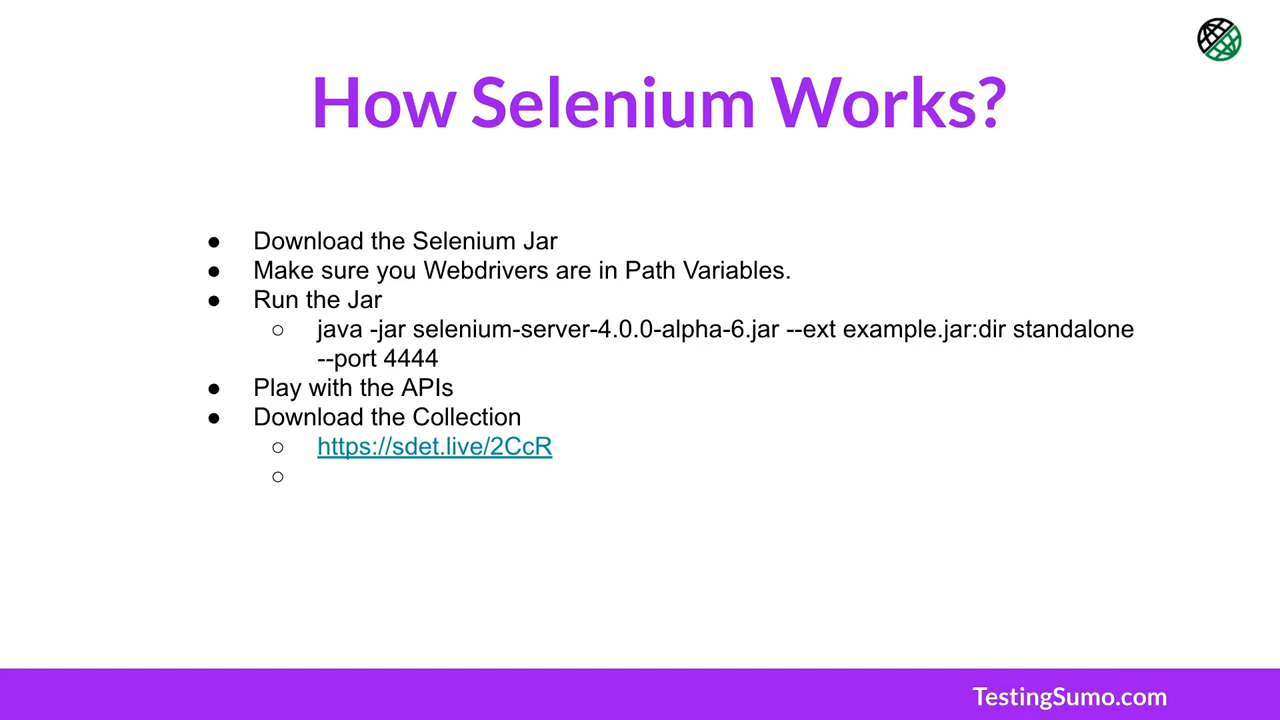 How Selenium Works?
● Download the Selenium Jar
● Make sure you Webdrivers are in Path Variables.
● Run the Jar
○ java -jar selenium-server-4.0.0-alpha-6.jar --ext example.jar:dir standalone
--port 4444
● Play with the APIs
● Download the Collection
○ https://sdet.live/2CcR
○
TestingSumo.com